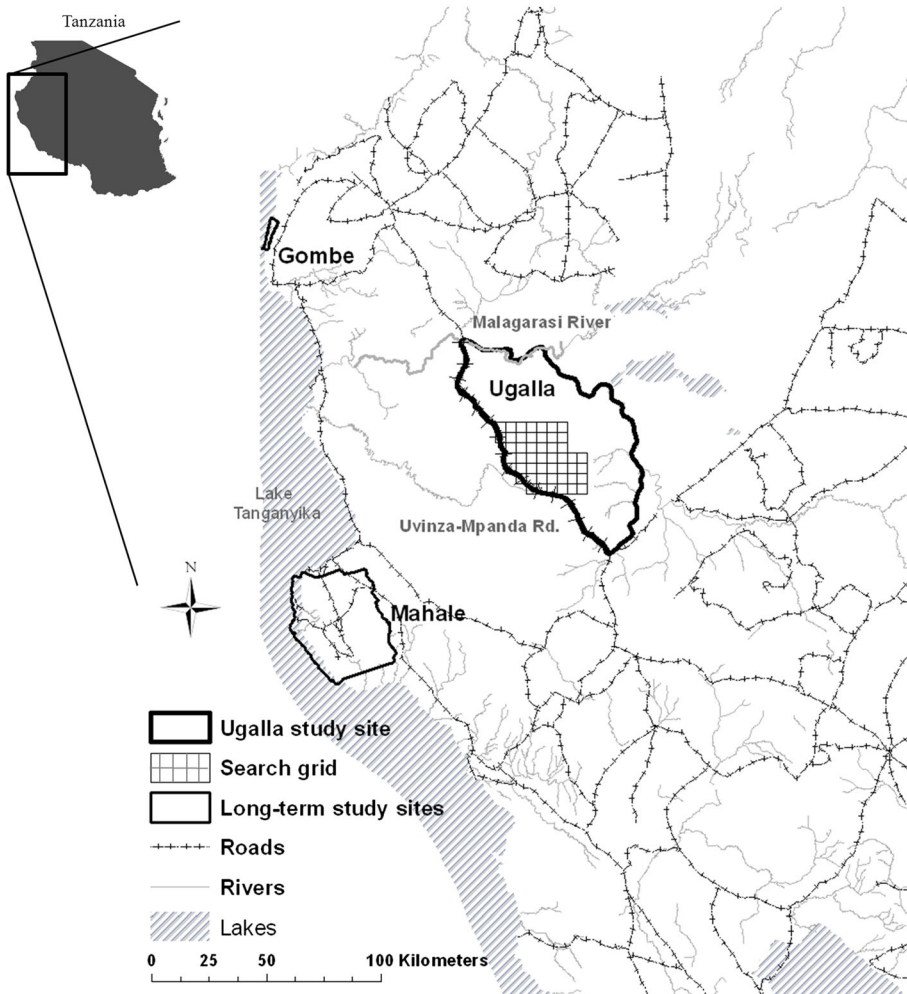 Tanzania
Gombe
Malagarasi River
Ugalla
Lake
Tanganyika
Uvinza-Mpanda Rd.
N
Mahale
Ugalla study site
Search grid
Long-term study sites
Roads
Rivers
Lakes
0 25 50 100 Kilometers